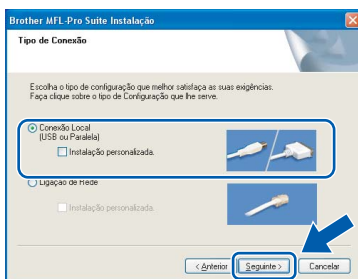 Brother MFL-Pro Suite Instalação
Tipo de Conexão
Escolha o tipo de configuração que melhor satisfaça as suas exigências.
Faça clique sobre o tipo de Configuração que lhe serve.
Conexão Local
(USB ou Paralela)
Instalação personalizada.
Ligação de Rede
Instalação personalizada.
< Anterior
Seguinte >
Cancelar